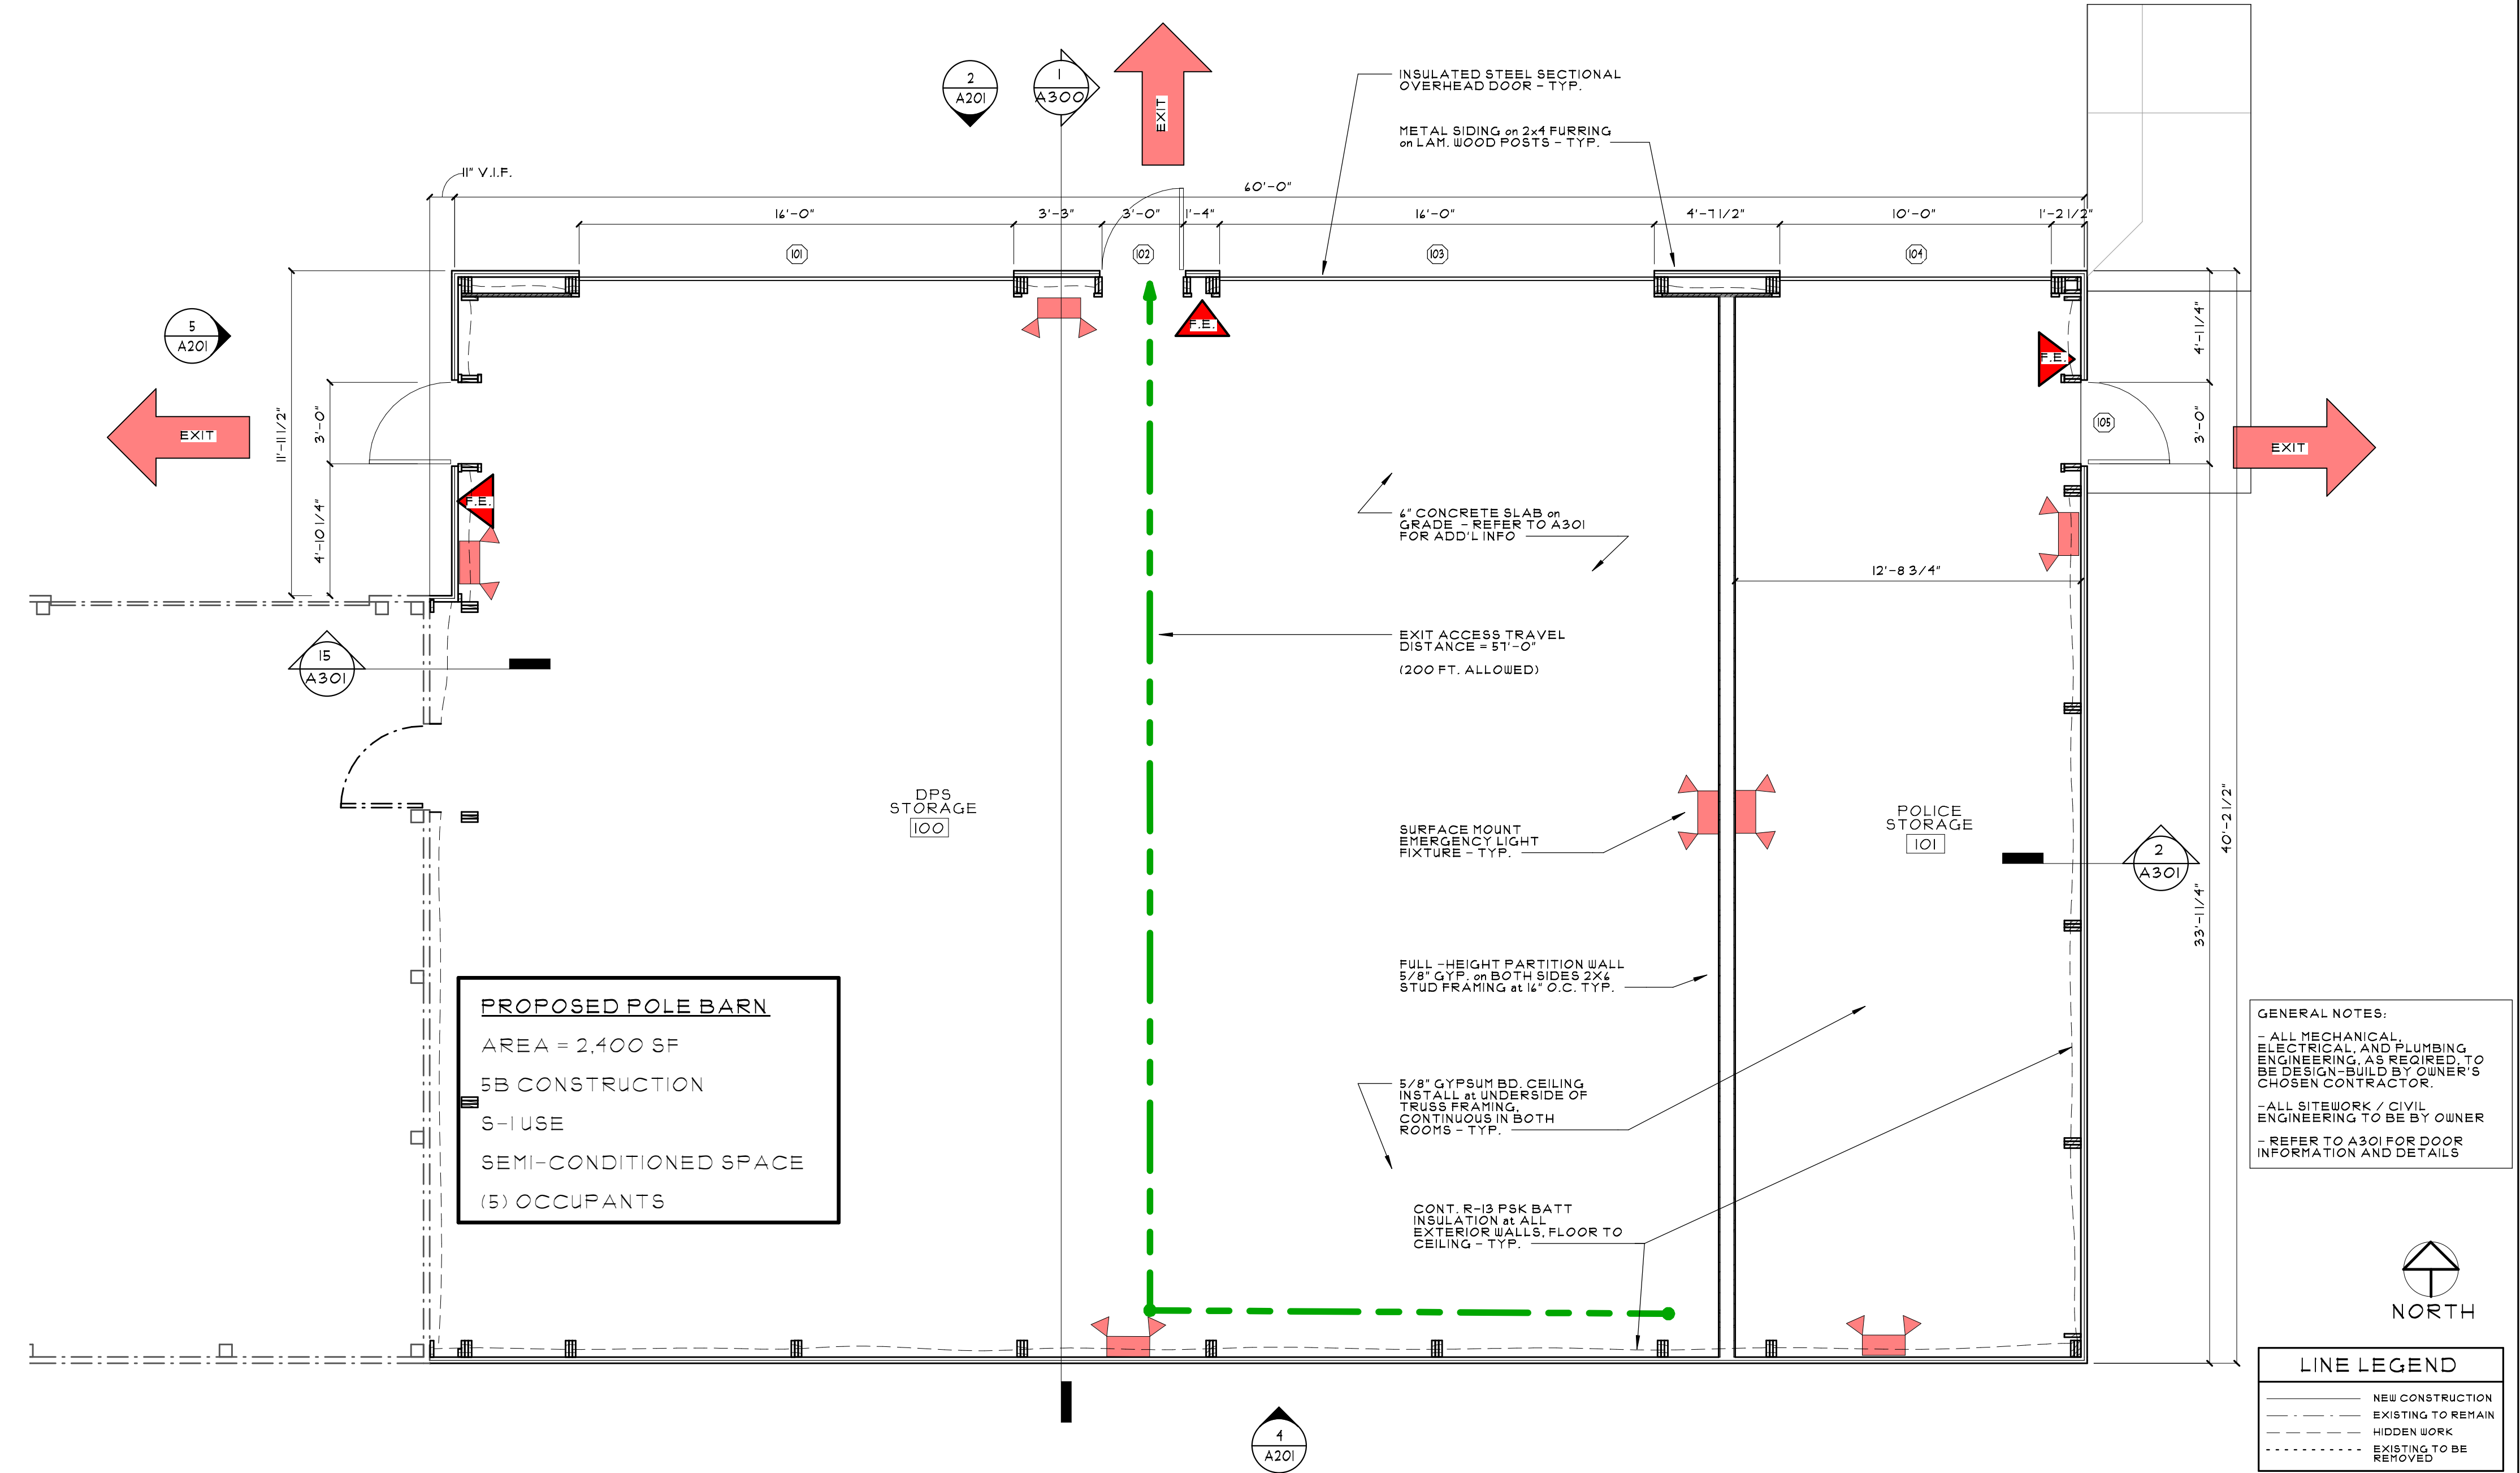 2
A201
1
A300
EXIT
INSULATED STEEL SECTIONAL
OVERHEAD DOOR - TYP.
METAL SIDING on 2x4 FURRING
on LAM. WOOD POSTS - TYP.
11" V.I.F.
60'-0"
16'-0"
3'-3"
3'-0"
1'-4"
16'-0"
4'-7 1/2"
10'-0"
1'-2 1/2"
101
102
103
104
5
A201
F.E.
F.E.
4'-1 1/4"
11'-11 1/2"
3'-0"
EXIT
105
3'-0"
EXIT
F.E.
4'-10 1/4"
6" CONCRETE SLAB on
GRADE - REFER TO A301
FOR ADD'L INFO
12'-8 3/4"
15
A301
EXIT ACCESS TRAVEL
DISTANCE = 57'-0"
(200 FT. ALLOWED)
DPS
STORAGE
100
SURFACE MOUNT
EMERGENCY LIGHT
FIXTURE - TYP.
POLICE
STORAGE
101
2
A301
40'-2 1/2"
33'-1 1/4"
FULL -HEIGHT PARTITION WALL
5/8" GYP. on BOTH SIDES 2X6
STUD FRAMING at 16" O.C. TYP.
PROPOSED POLE BARN
AREA = 2,400 SF
5B CONSTRUCTION
S-1 USE
SEMI-CONDITIONED SPACE
(5) OCCUPANTS
5/8" GYPSUM BD. CEILING
INSTALL at UNDERSIDE OF
TRUSS FRAMING,
CONTINUOUS IN BOTH
ROOMS - TYP.
CONT. R-13 PSK BATT
INSULATION at ALL
EXTERIOR WALLS, FLOOR TO
CEILING - TYP.
GENERAL NOTES:
- ALL MECHANICAL,
ELECTRICAL, AND PLUMBING
ENGINEERING, AS REQIRED, TO
BE DESIGN-BUILD BY OWNER'S
CHOSEN CONTRACTOR.
-ALL SITEWORK / CIVIL
ENGINEERING TO BE BY OWNER
- REFER TO A301 FOR DOOR
INFORMATION AND DETAILS
NORTH
4
A201
LINE LEGEND
NEW CONSTRUCTION
EXISTING TO REMAIN
HIDDEN WORK
EXISTING TO BE
REMOVED